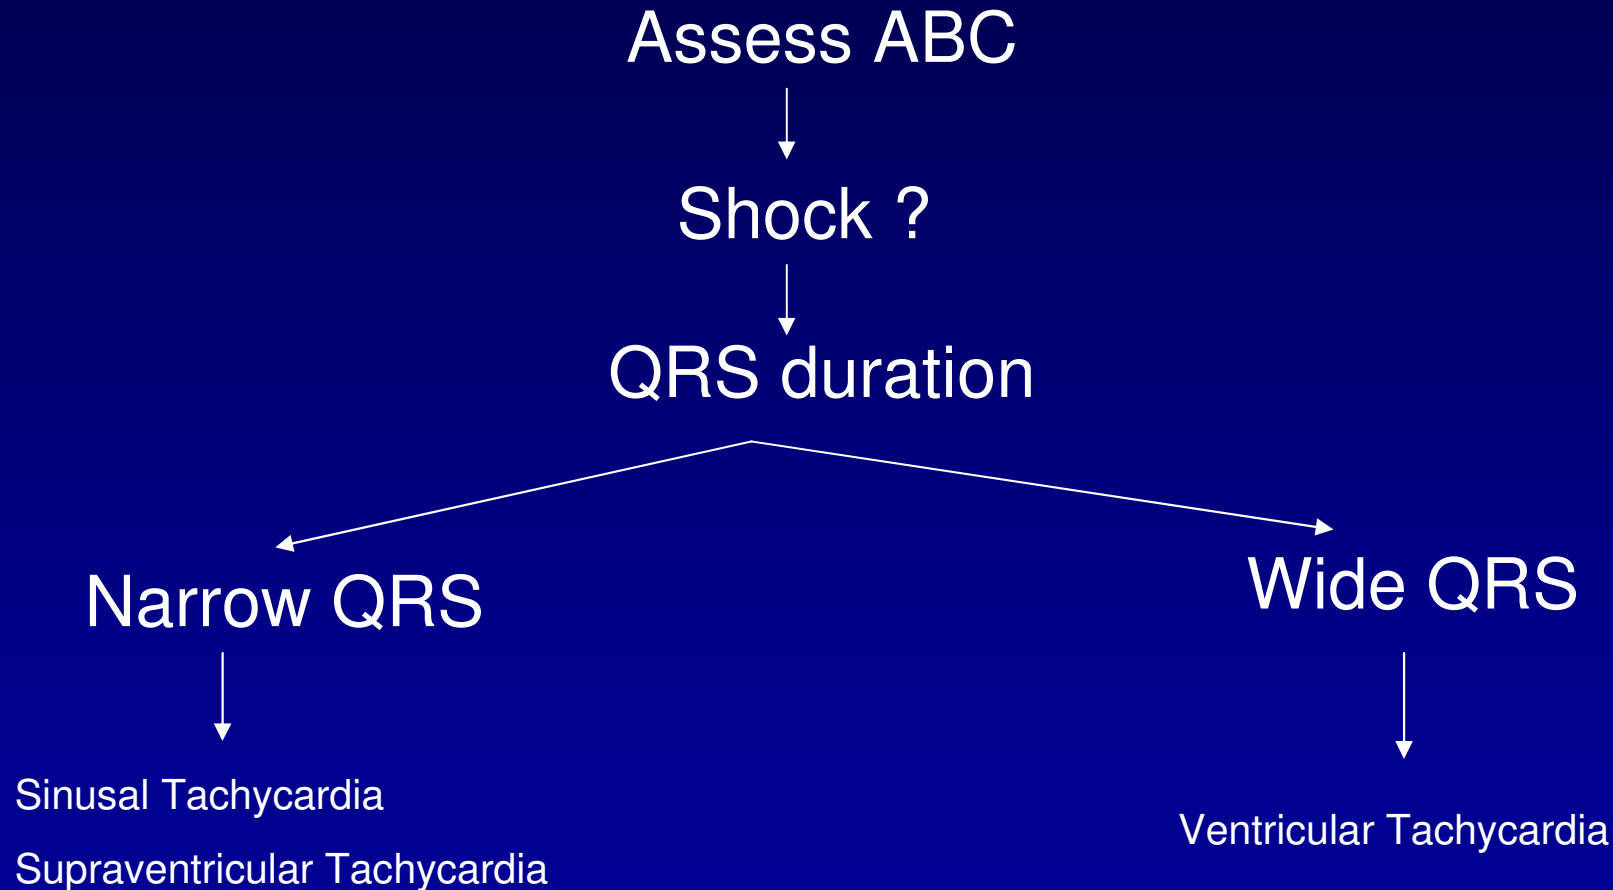 Assess ABC
Shock ?
QRS duration
Narrow QRS
Wide QRS
Sinusal Tachycardia
Supraventricular Tachycardia
Ventricular Tachycardia